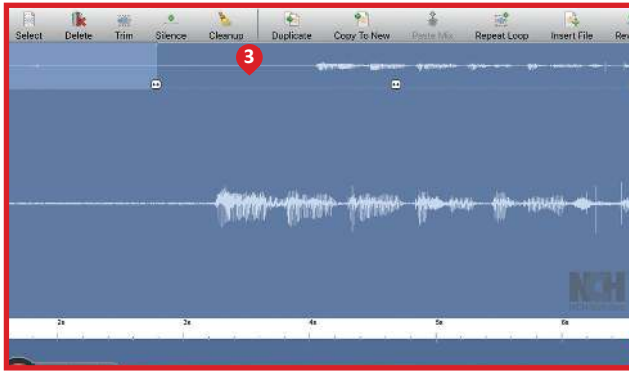 Select Delete Trim Silence Cleanup Duplicate Copy To New Paste Mix Repeat Loop Insert File
3
NCH
2s 3s 4s 5s 6s